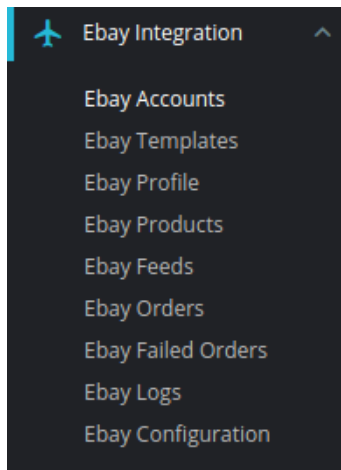 Ebay Integration
Ebay Accounts
Ebay Templates
Ebay Profile
Ebay Products
Ebay Feeds
Ebay Orders
Ebay Failed Orders
Ebay Logs
Ebay Configuration